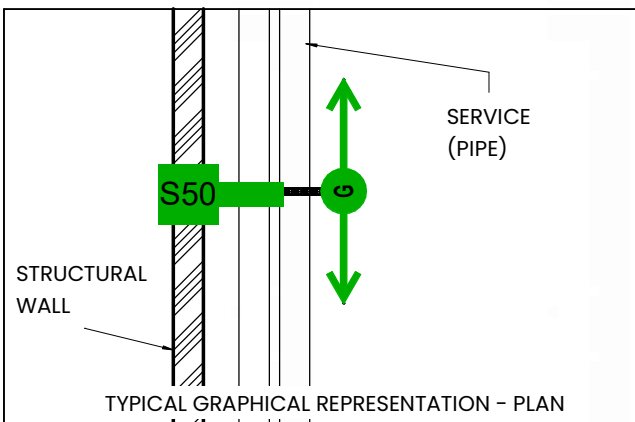 SERVICE
(PIPE)
S50
G
STRUCTURAL
WALL
TYPICAL GRAPHICAL REPRESENTATION - PLAN